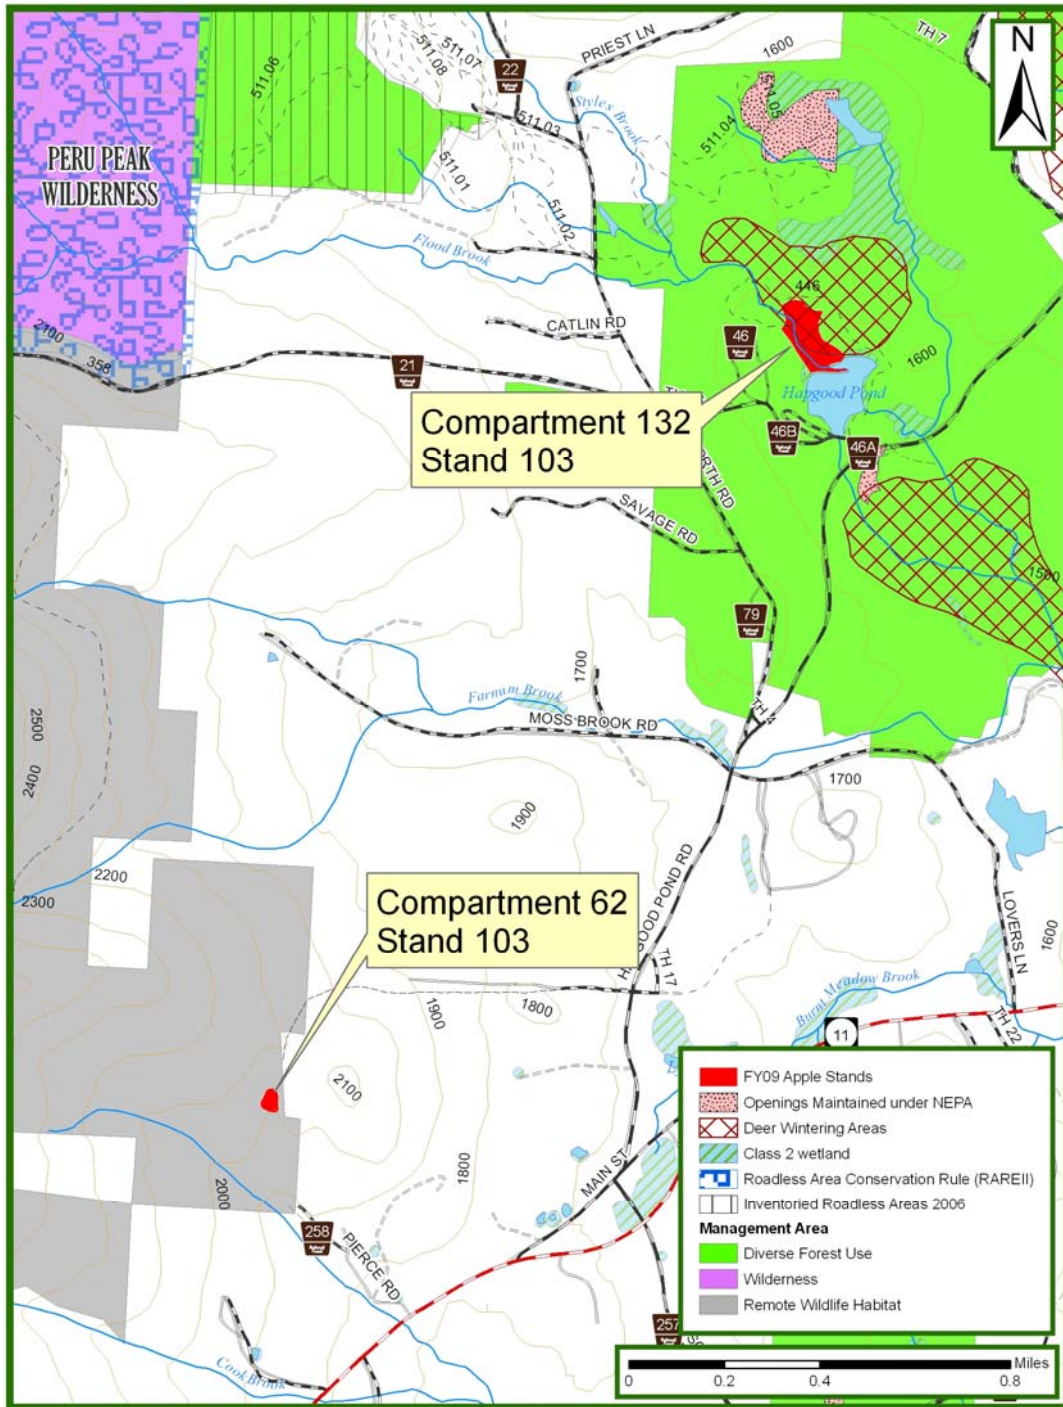 N
TH 7
PRIEST LN
1600
511.07
511.08
22
511.06
511.05
511.04
511.03
Styles Brook
PERU PEAK
WILDERNESS
511.01
511.02
Flood Brook
446
CATLIN RD
46
1600
2100
358
21
Hapgood Pond
Compartment 132
Stand 103
46B
46A
NORTH RD
SAVAGE RD
1500
79
1700
Farnum Brook
TH 4
MOSS BROOK RD
2500
2400
1700
1900
2200
2300
Compartment 62
Stand 103
HAPGOOD POND RD
LOVERS LN
1600
TH 17
1900
1800
Burnt Meadow Brook
11
TH 22
2100
1800
MAIN ST
2000
258
PIERCE RD
257
Cook Brook
FY09 Apple Stands
Openings Maintained under NEPA
Deer Wintering Areas
Class 2 wetland
Roadless Area Conservation Rule (RAREII)
Inventoried Roadless Areas 2006
Management Area
Diverse Forest Use
Wilderness
Remote Wildlife Habitat
Miles
0 0.2 0.4 0.8